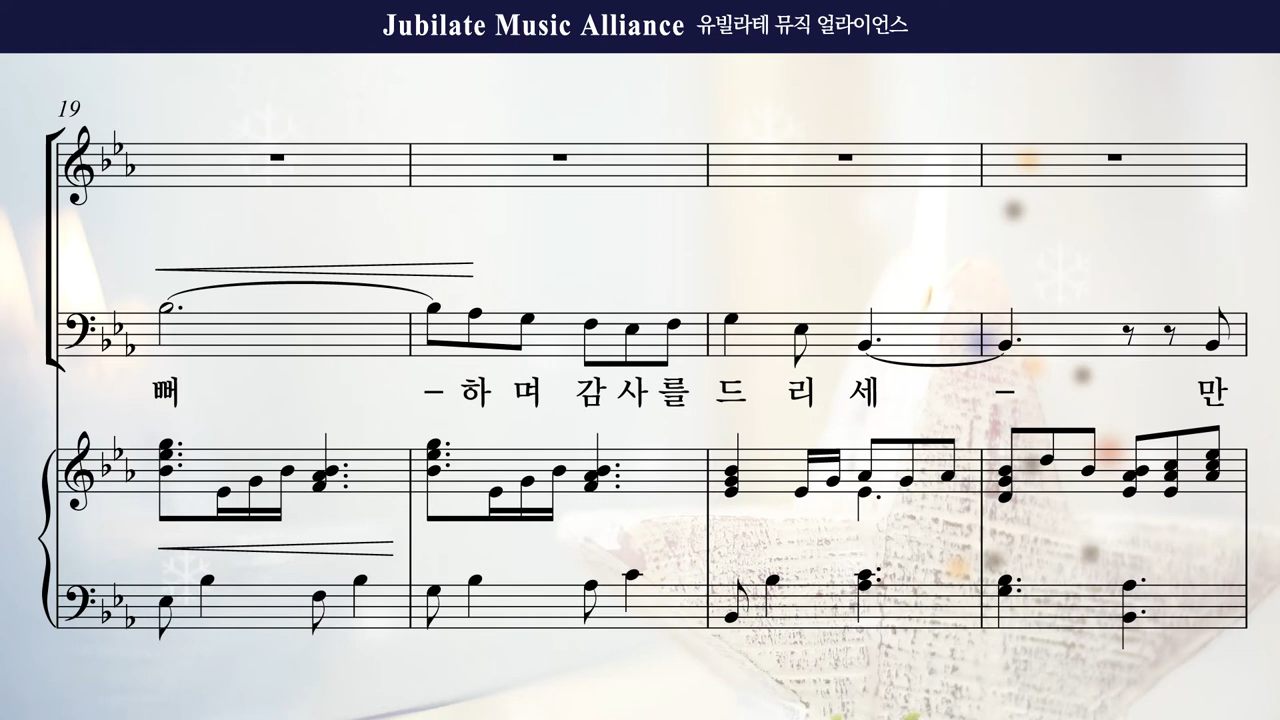 Jubilate Music Alliance 유빌라테 뮤직 얼라이언스
19
뻐 – 하 며 감 사 를 드 리 세 – 만